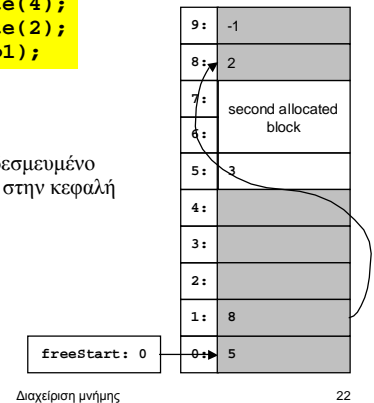 e(4);
e(2);
1);
εσμευμένο
στην κεφαλή
9: -1
8: 2
7:
second allocated
block
6:
5: 3
4:
3:
2:
1: 8
freeStart: 0
0: 5
Διαχείριση μνήμης
22